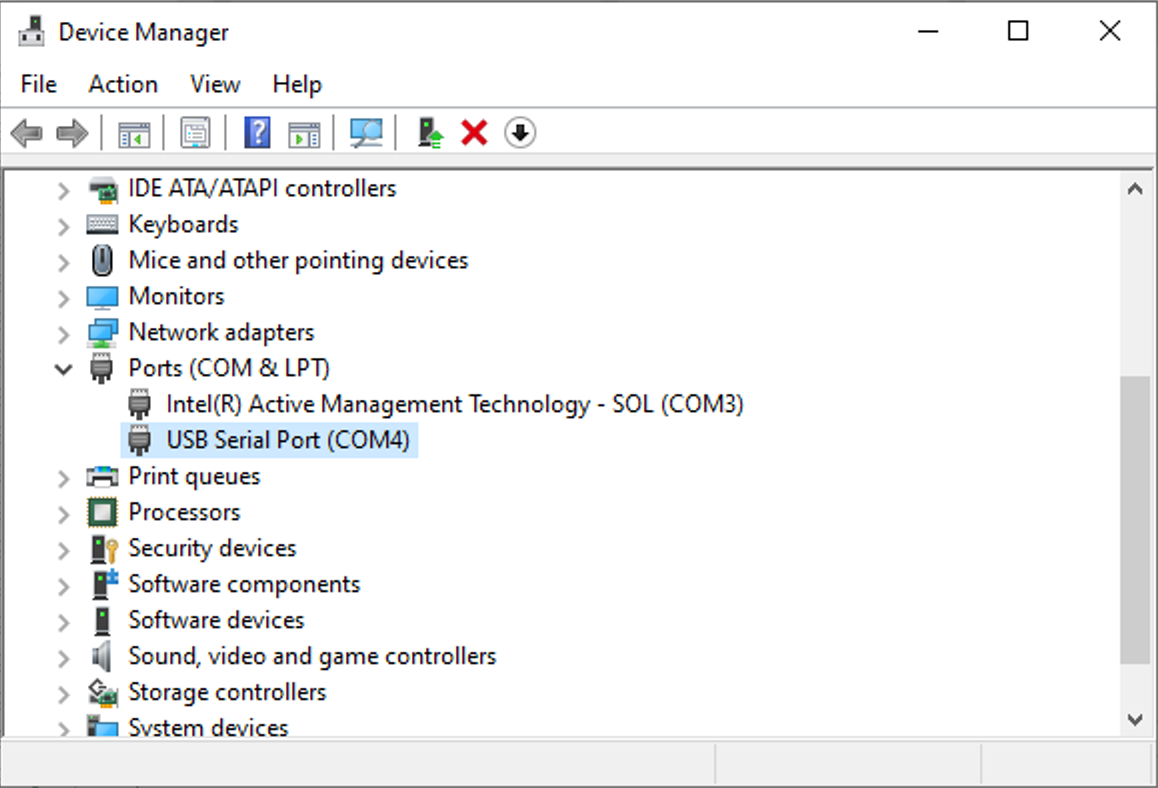 Device Manager
File Action View Help
IDE ATA/ATAPI controllers
Keyboards
Mice and other pointing devices
Monitors
Network adapters
Ports (COM & LPT)
Intel(R) Active Management Technology - SOL (COM3)
USB Serial Port (COM4)
Print queues
Processors
Security devices
Software components
Software devices
Sound, video and game controllers
Storage controllers
System devices